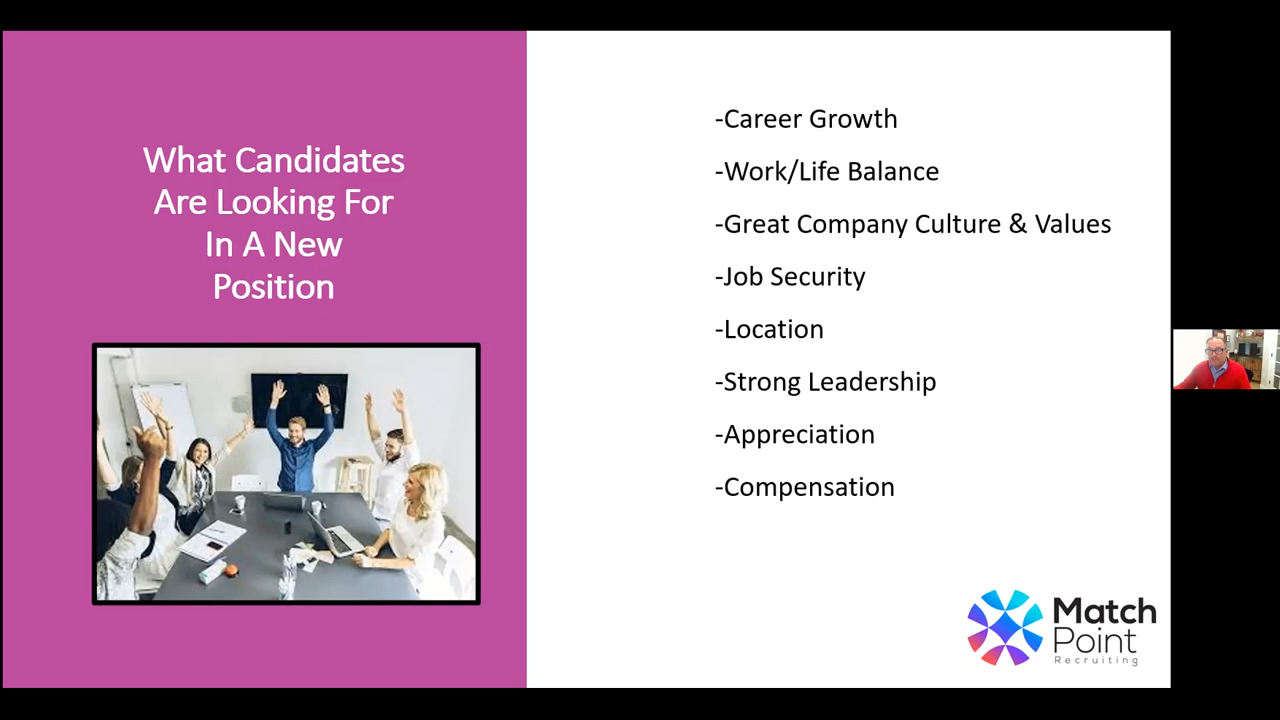 What Candidates
Are Looking For
In A New
Position
-Career Growth
-Work/Life Balance
-Great Company Culture & Values
-Job Security
-Location
-Strong Leadership
-Appreciation
-Compensation
Match
Point
Recruiting